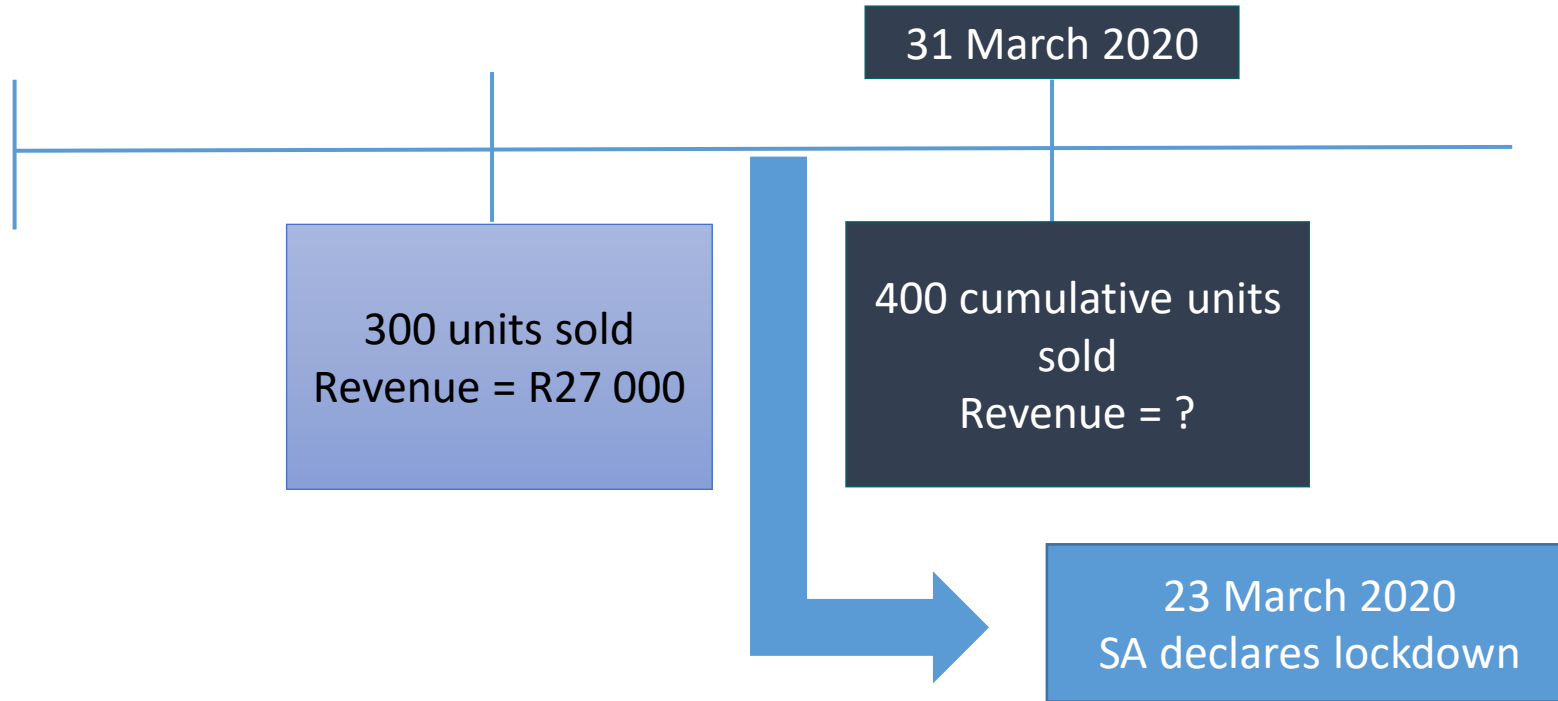 31 March 2020
300 units sold
Revenue = R27 000
400 cumulative units
sold
Revenue = ?
23 March 2020
SA declares lockdown